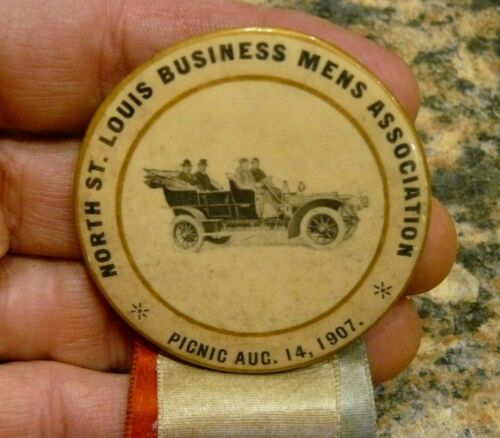 NORTH ST. LOUIS BUSINESS MENS ASSOCIATION
PICNIC AUG. 14, 1907.